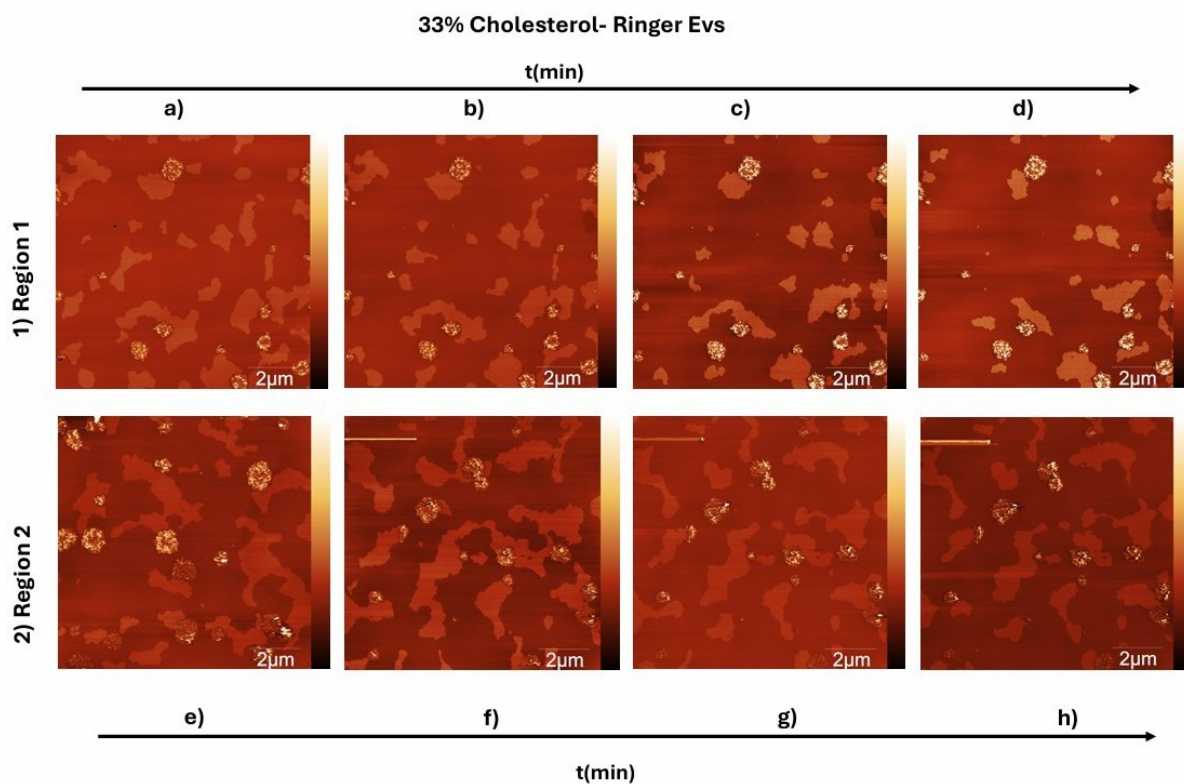 33% Cholesterol- Ringer Evs
t(min)
a) b) c) d)
1) Region 1
2µm 2µm 2µm 2µm
2) Region 2
2µm 2µm 2µm 2µm
e) f) g) h)
t(min)